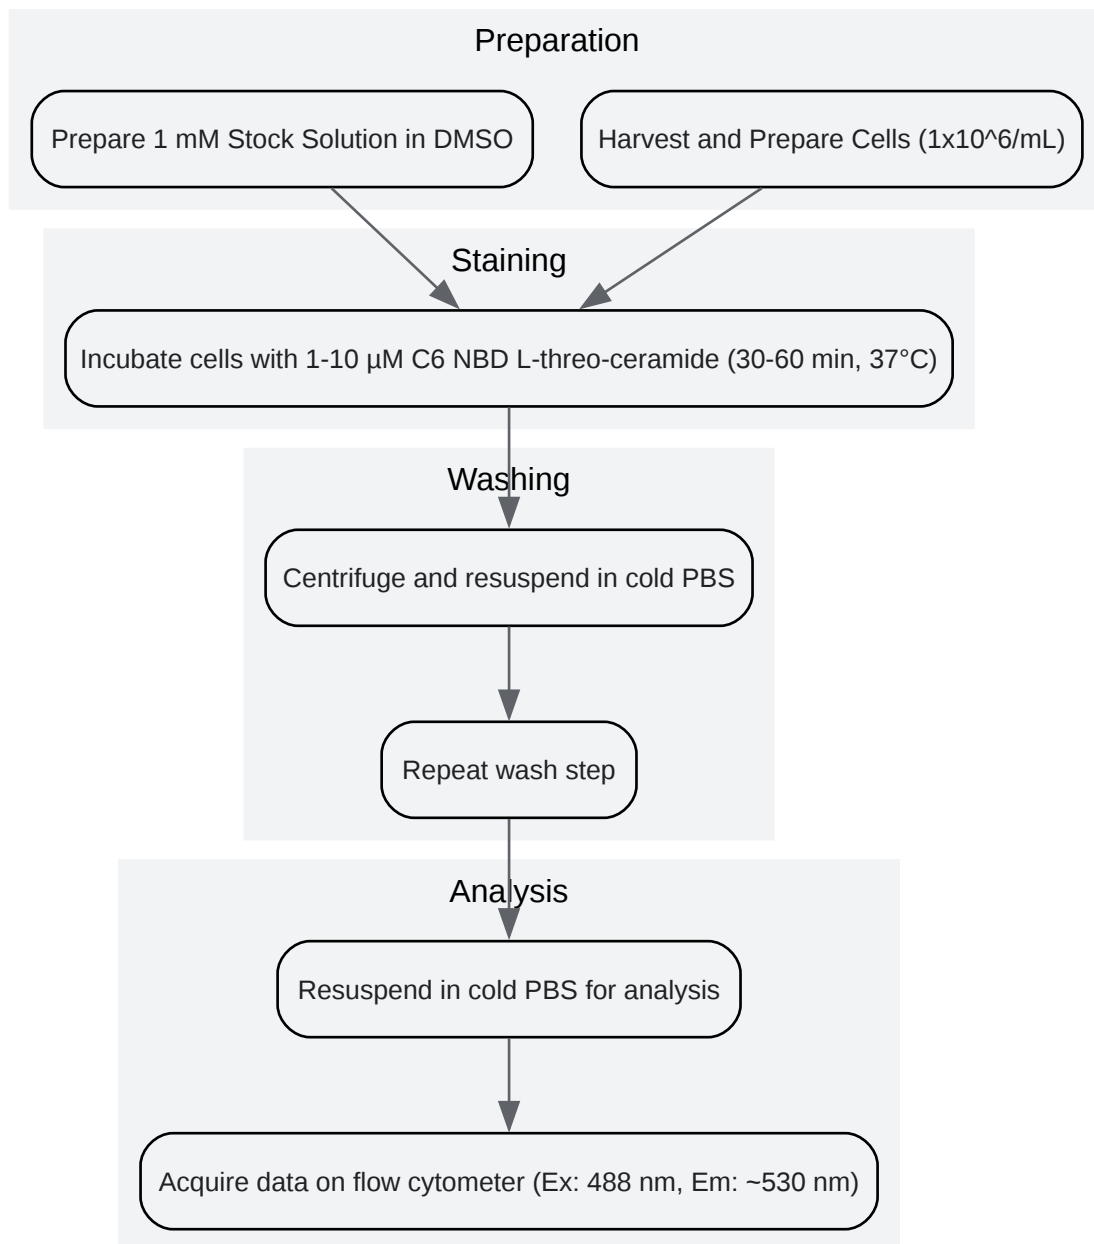 Preparation
Prepare 1 mM Stock Solution in DMSO
Harvest and Prepare Cells (1x10^6/mL)
Staining
Incubate cells with 1-10 µM C6 NBD L-threo-ceramide (30-60 min, 37°C)
Washing
Centrifuge and resuspend in cold PBS
Repeat wash step
Analysis
Resuspend in cold PBS for analysis
Acquire data on flow cytometer (Ex: 488 nm, Em: ~530 nm)